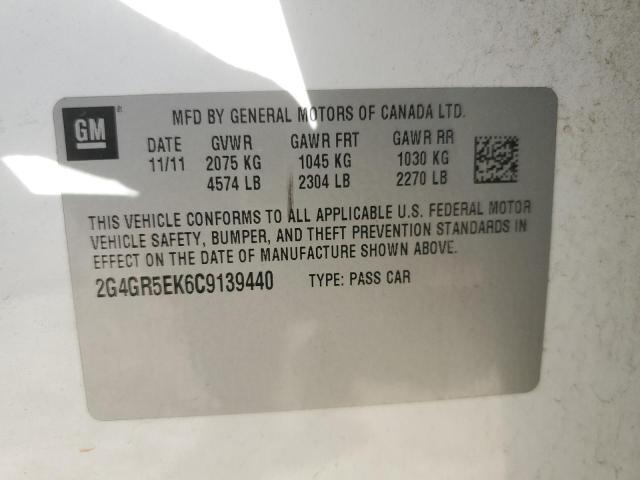 GM
MFD BY GENERAL MOTORS OF CANADA LTD.
DATE GVWR GAWR FRT GAWR RR
11/11 2075 KG 1045 KG 1030 KG
4574 LB 2304 LB 2270 LB
THIS VEHICLE CONFORMS TO ALL APPLICABLE U.S. FEDERAL MOTOR
VEHICLE SAFETY, BUMPER, AND THEFT PREVENTION STANDARDS IN
EFFECT ON THE DATE OF MANUFACTURE SHOWN ABOVE.
2G4GR5EK6C9139440 TYPE: PASS CAR